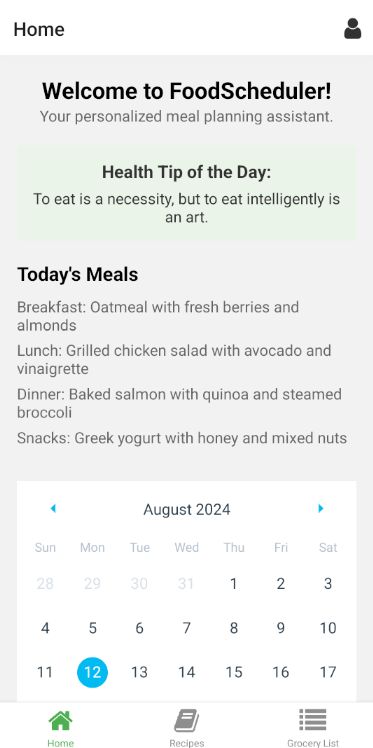 Home
Welcome to FoodScheduler!
Your personalized meal planning assistant.
Health Tip of the Day:
To eat is a necessity, but to eat intelligently is
an art.
Today's Meals
Breakfast: Oatmeal with fresh berries and
almonds
Lunch: Grilled chicken salad with avocado and
vinaigrette
Dinner: Baked salmon with quinoa and steamed
broccoli
Snacks: Greek yogurt with honey and mixed nuts
August 2024
Sun Mon Tue Wed Thu Fri Sat
28 29 30 31 1 2 3
4 5 6 7 8 9 10
11 12 13 14 15 16 17
Home Recipes Grocery List